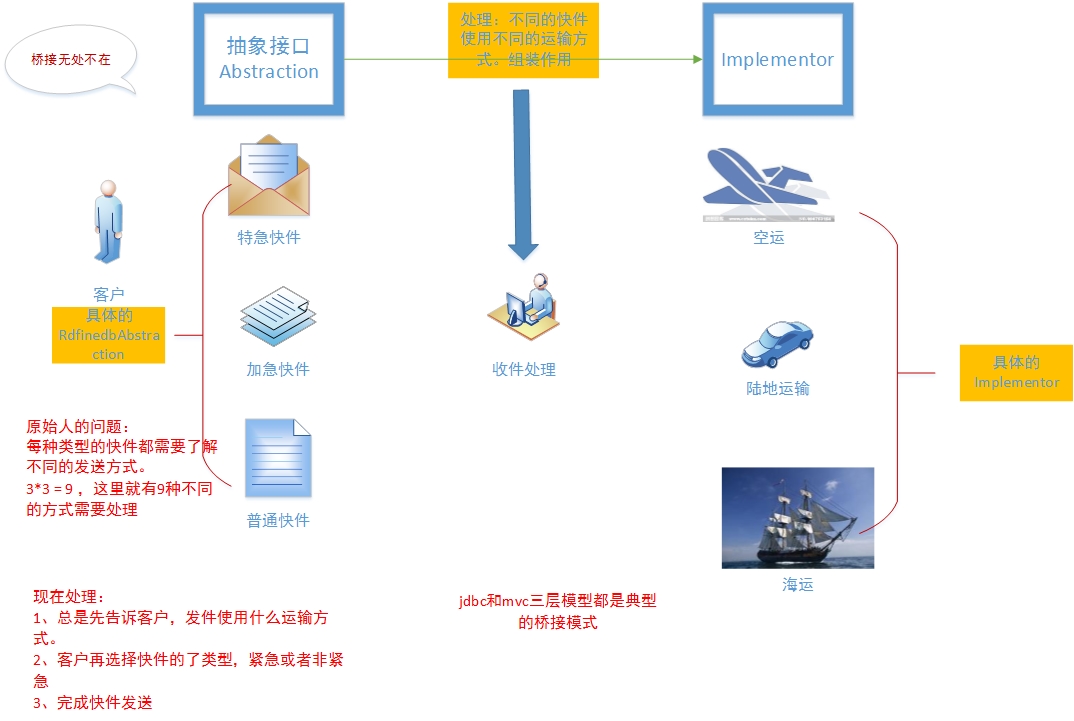 桥接无处不在
抽象接口
Abstraction
处理：不同的快件
使用不同的运输方
式。组装作用
Implementor
特急快件
空运
客户
具体的
RdfinedbAbstra
ction
加急快件
收件处理
陆地运输
具体的
Implementor
原始人的问题：
每种类型的快件都需要了解
不同的发送方式。
3*3 = 9 ，这里就有9种不同
的方式需要处理
普通快件
海运
现在处理：
1、总是先告诉客户，发件使用什么运输方
式。
2、客户再选择快件的了类型，紧急或者非紧
急
3、完成快件发送
jdbc和mvc三层模型都是典型
的桥接模式